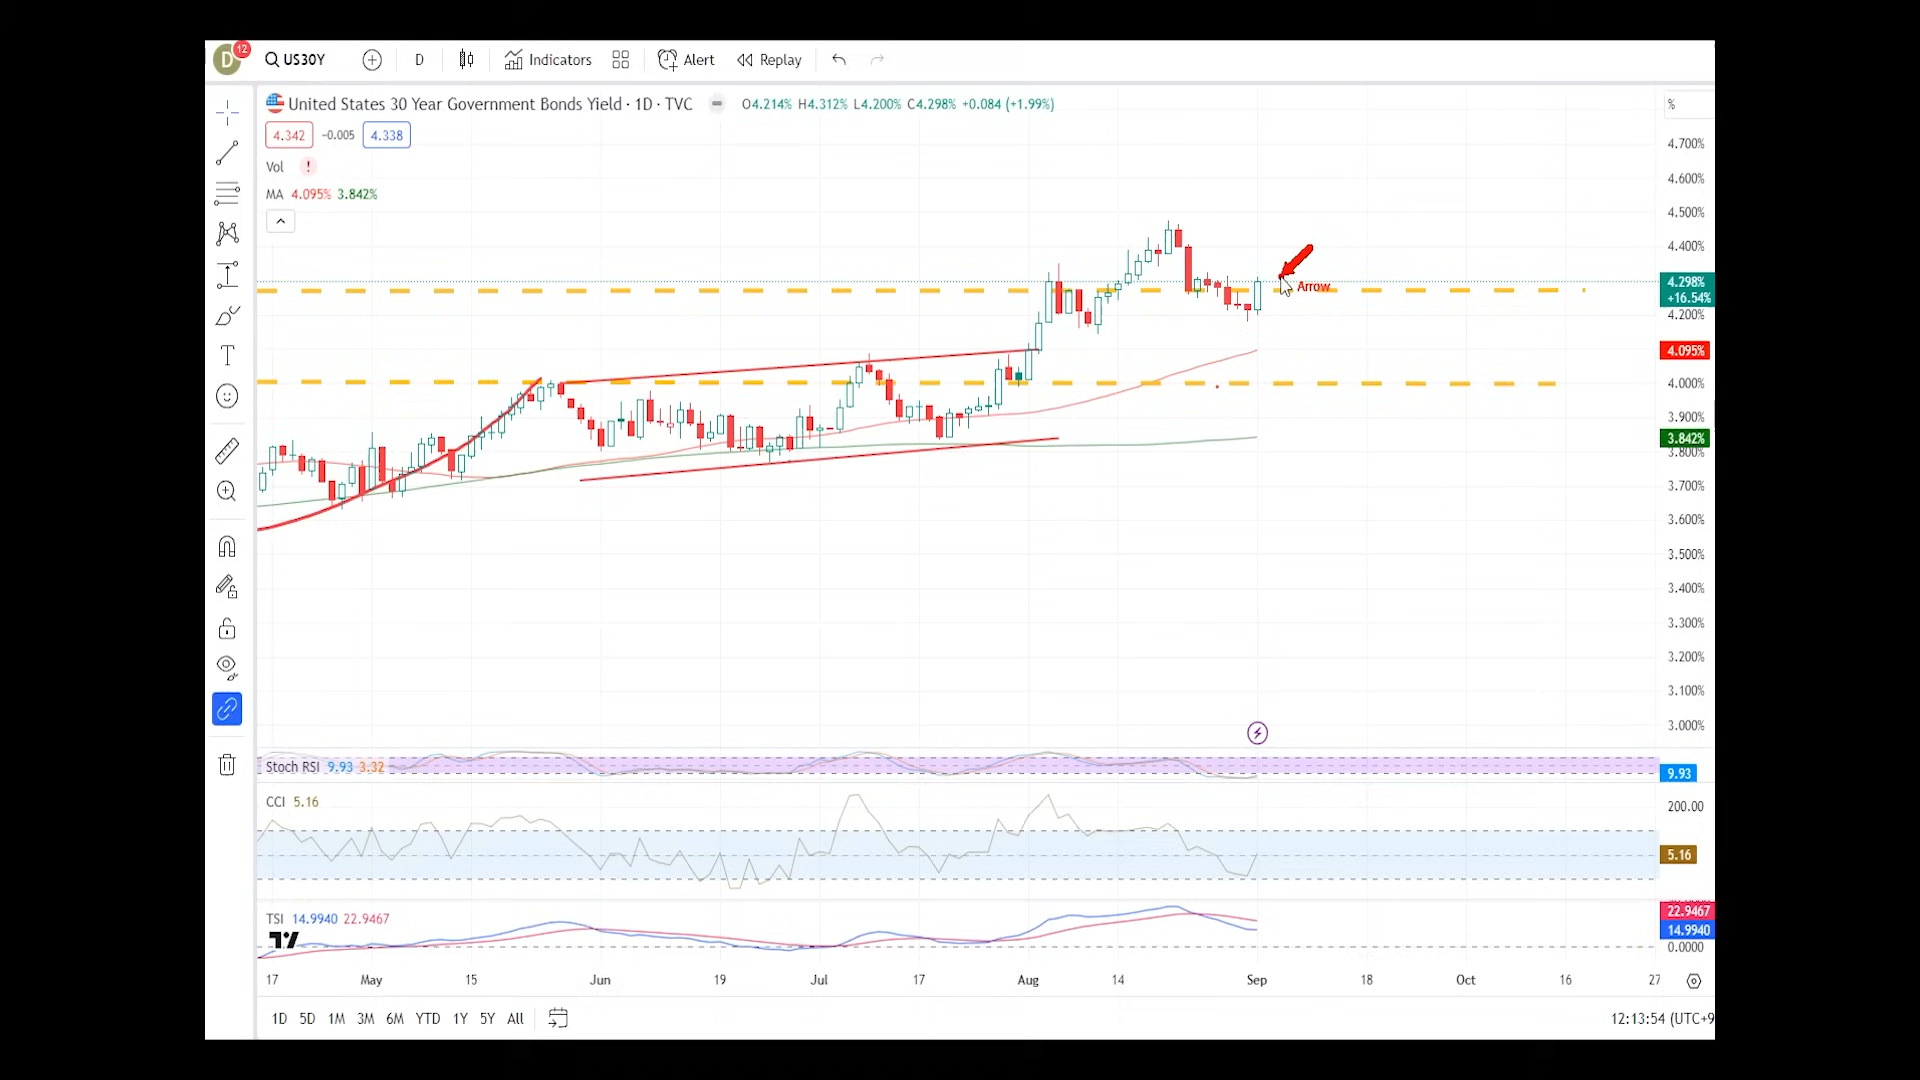 D 12 US30Y D Indicators Alert Replay
United States 30 Year Government Bonds Yield · 1D · TVC O4.214% H4.312% L4.200% C4.298% +0.084 (+1.99%)
%
4.342 −0.005 4.338
Vol !
MA 4.095% 3.842%
4.700%
4.600%
4.500%
4.400%
4.298%
+16.54%
4.200%
4.095%
4.000%
3.900%
3.842%
3.800%
3.700%
3.600%
3.500%
3.400%
3.300%
3.200%
3.100%
3.000%
Arrow
Stoch RSI 9.93 3.32
9.93
CCI 5.16
200.00
5.16
TSI 14.9940 22.9467
22.9467
14.9940
0.0000
17 May 15 Jun 19 Jul 17 Aug 14 Sep 18 Oct 16 27
1D 5D 1M 3M 6M YTD 1Y 5Y All
12:13:54 (UTC+9